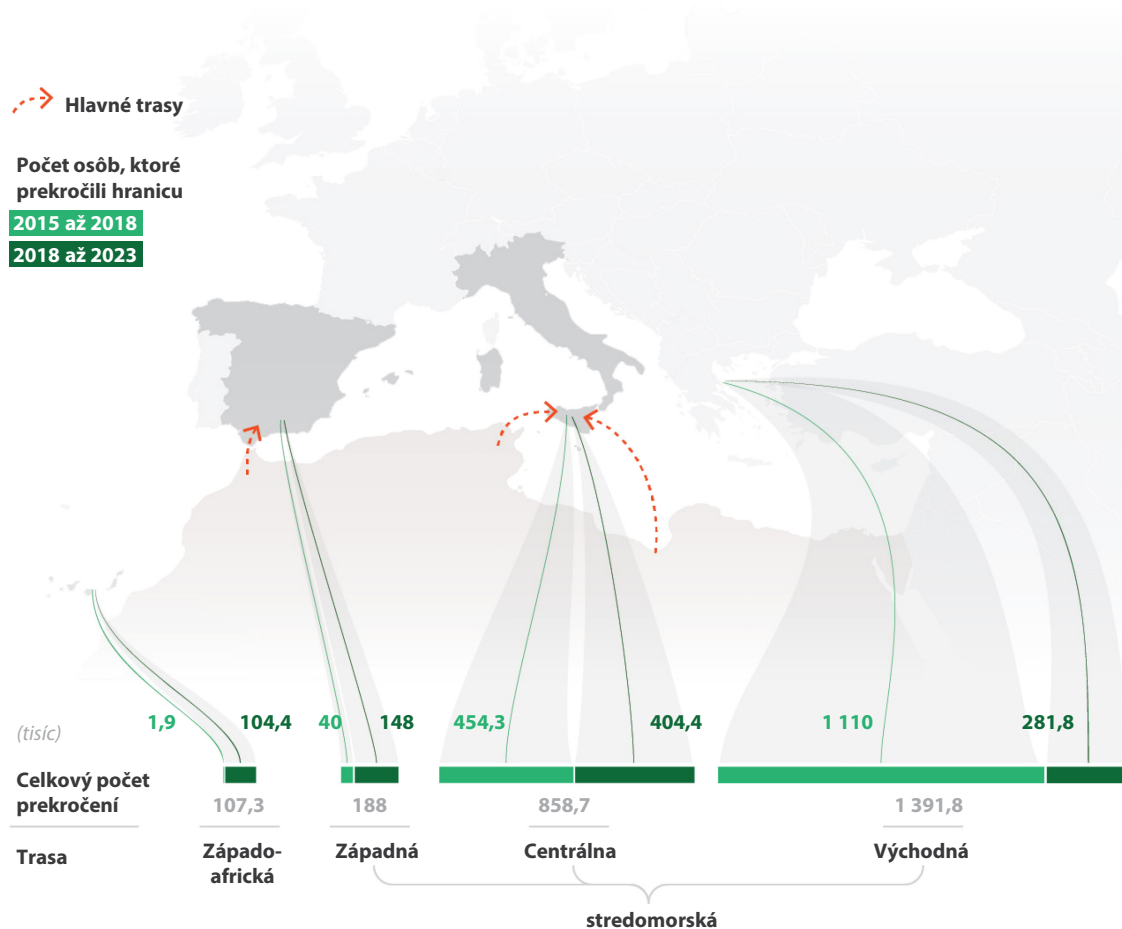 Hlavné trasy
Počet osôb, ktoré
prekročili hranicu
2015 až 2018
2018 až 2023
(tisíc)
1,9
104,4
40
148
454,3
404,4
1 110
281,8
Celkový počet
prekročení
107,3
188
858,7
1 391,8
Trasa
Západo-
africká
Západná
Centrálna
Východná
stredomorská